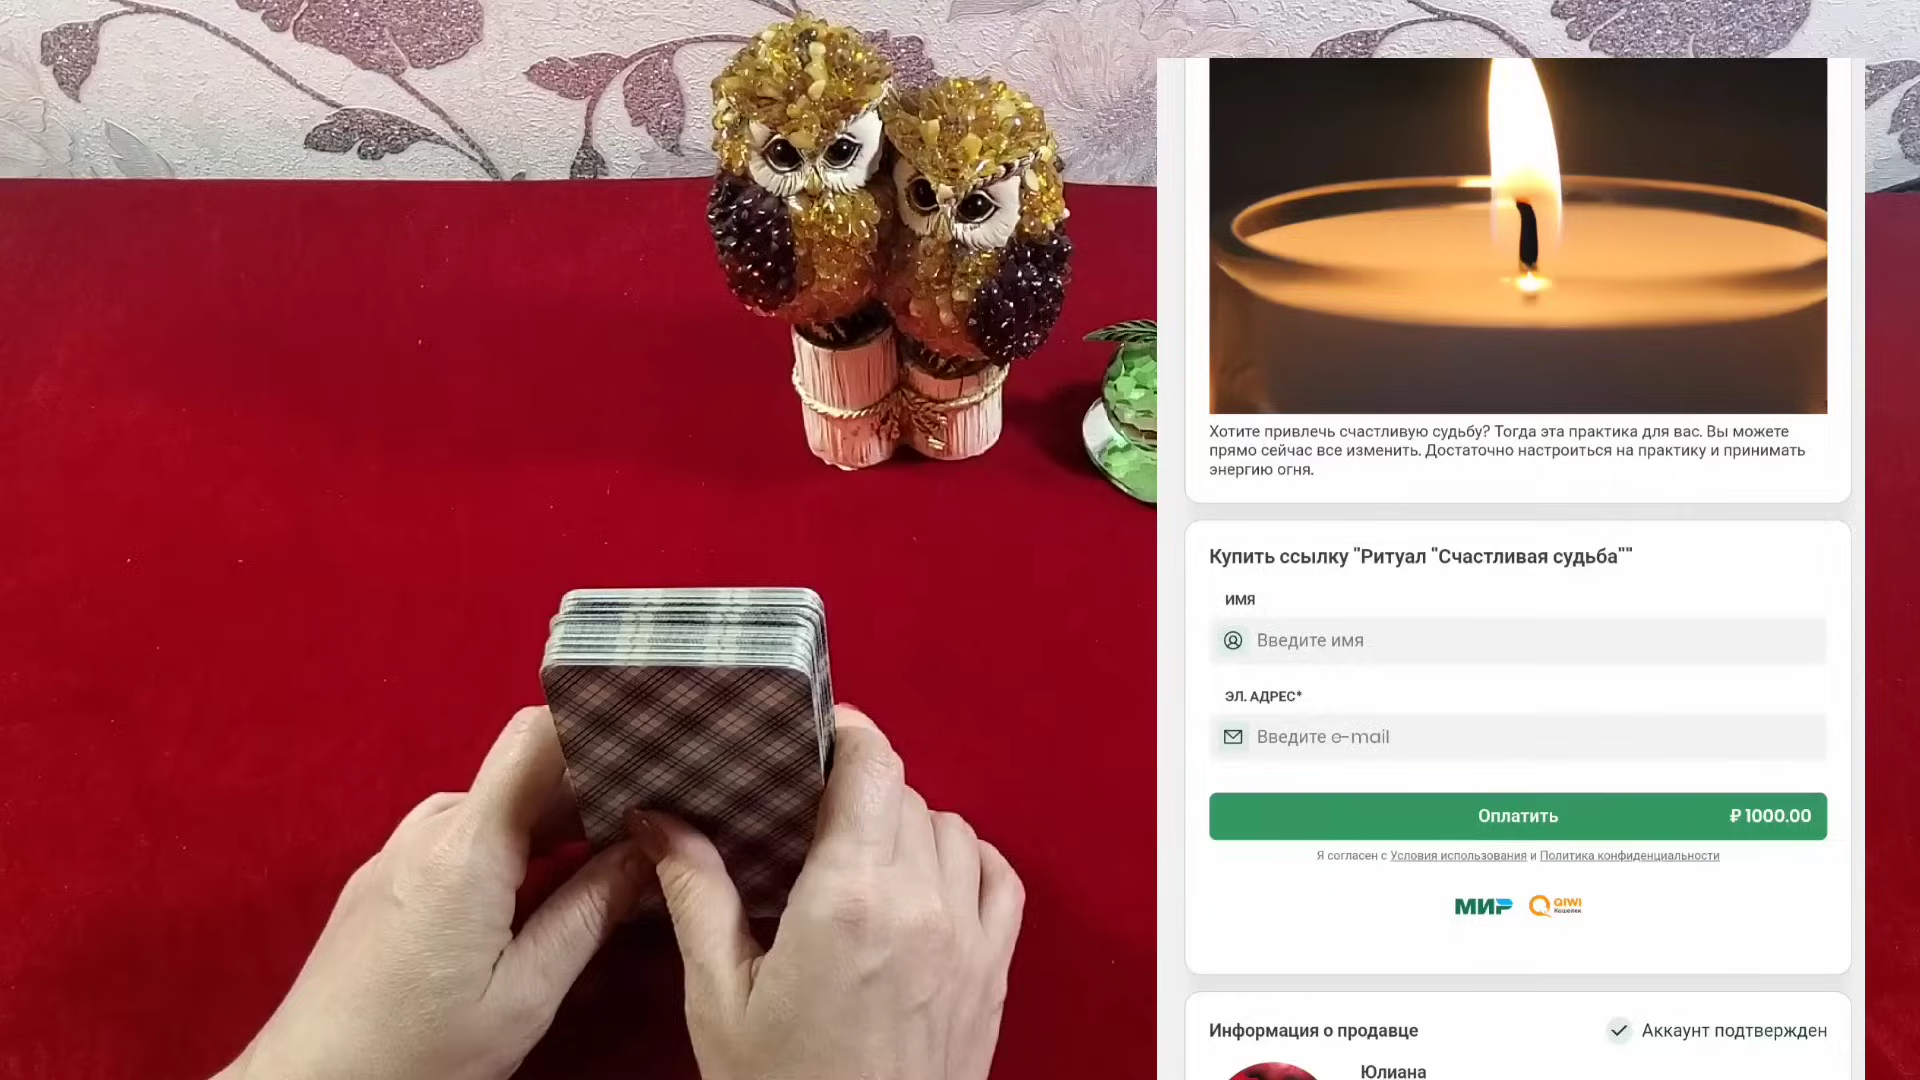 Хотите привлечь счастливую судьбу? Тогда эта практика для вас. Вы можете
прямо сейчас все изменить. Достаточно настроиться на практику и принимать
энергию огня.
Купить ссылку "Ритуал "Счастливая судьба""
ИМЯ
Введите имя
ЭЛ. АДРЕС*
Введите e-mail
Оплатить ₽ 1000.00
Я согласен с Условия использования и Политика конфиденциальности
МИР QIWI Кошелек
Информация о продавце Аккаунт подтвержден
Юлиана